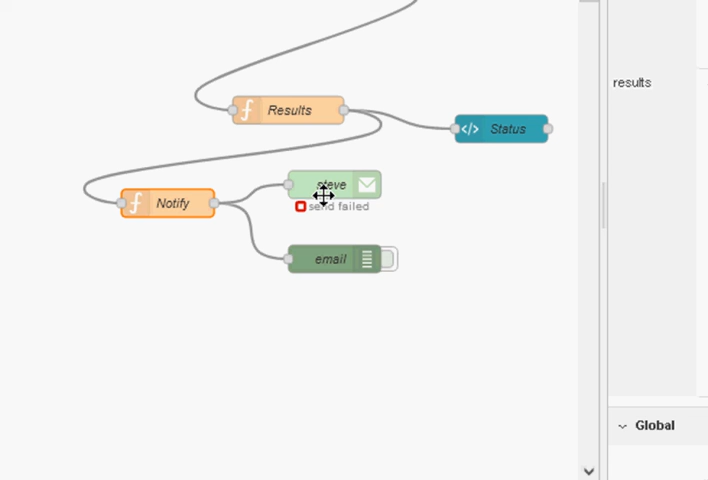 results
Results
</> Status
steve
Notify
send failed
email
Global